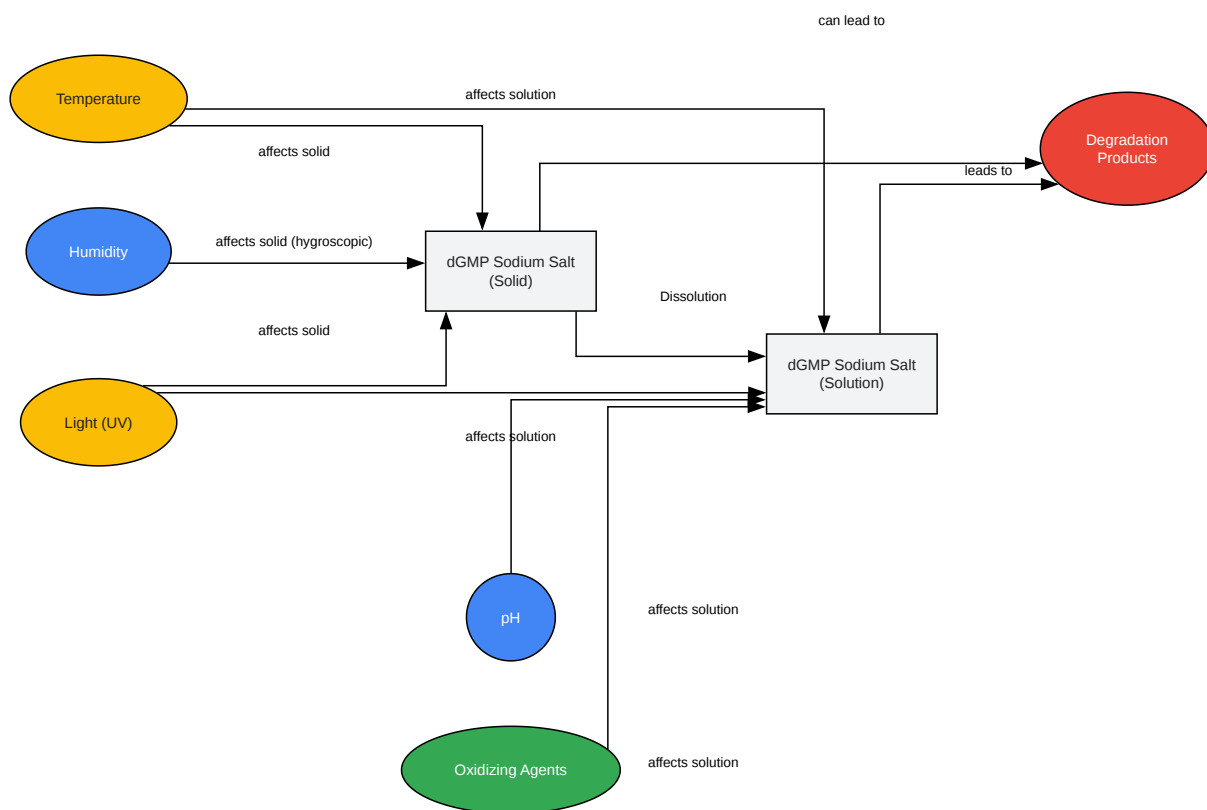 can lead to
Temperature
affects solution
affects solid
Degradation
Products
leads to
Humidity
affects solid (hygroscopic)
dGMP Sodium Salt
(Solid)
Dissolution
affects solid
dGMP Sodium Salt
(Solution)
Light (UV)
affects solution
pH
affects solution
Oxidizing Agents
affects solution